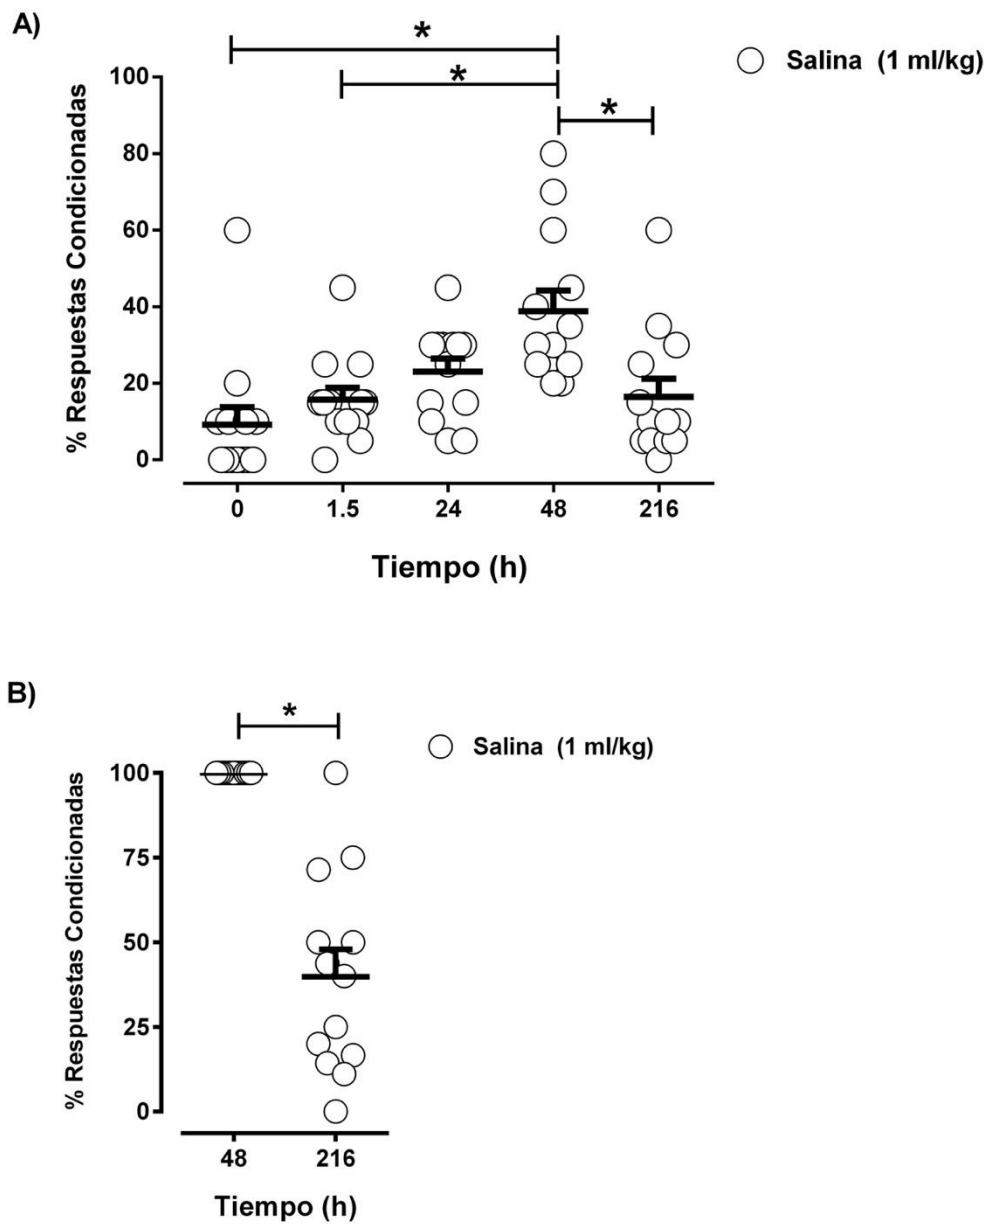 A)
*
*
*
Salina (1 ml/kg)
% Respuestas Condicionadas
100
80
60
40
20
0
0 1.5 24 48 216
Tiempo (h)
B)
*
Salina (1 ml/kg)
% Respuestas Condicionadas
100
75
50
25
0
48 216
Tiempo (h)